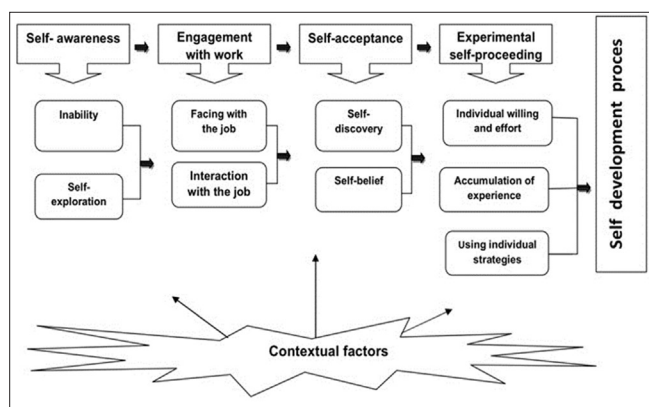 Self- awareness
Engagement
with work
Self-acceptance
Experimental
self-proceeding
Inability
Self-
exploration
Facing with
the job
Interaction
with the job
Self-
discovery
Self-belief
Individual willing
and effort
Accumulation of
experience
Using individual
strategies
Self development proces
Contextual factors